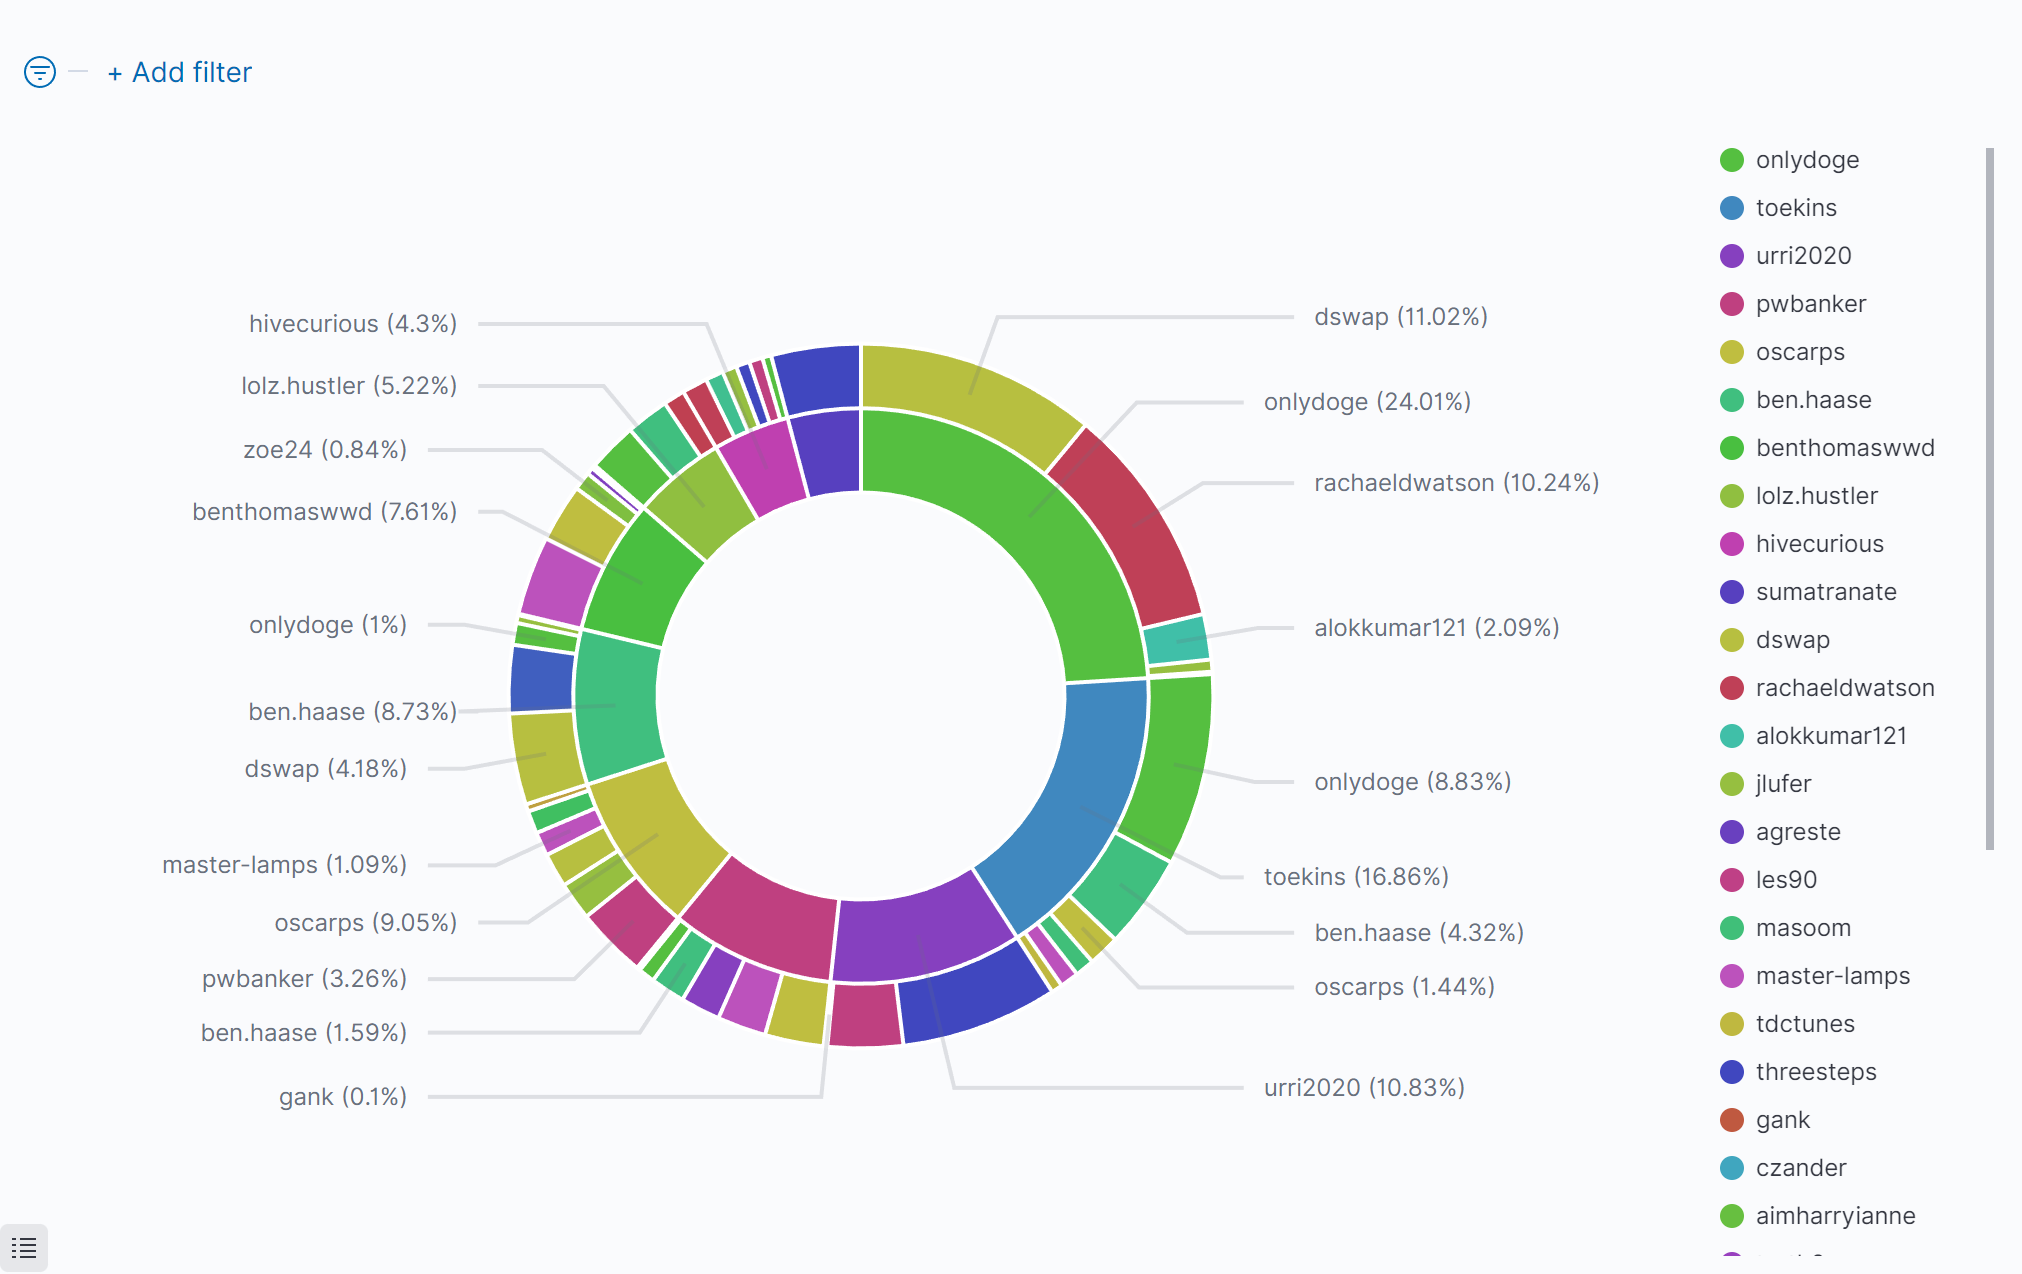 + Add filter
hivecurious (4.3%)
lolz.hustler (5.22%)
zoe24 (0.84%)
benthomaswwd (7.61%)
onlydoge (1%)
ben.haase (8.73%)
dswap (4.18%)
master-lamps (1.09%)
oscarps (9.05%)
pwbanker (3.26%)
ben.haase (1.59%)
gank (0.1%)
dswap (11.02%)
onlydoge (24.01%)
rachaeldwatson (10.24%)
alokkumar121 (2.09%)
onlydoge (8.83%)
toekins (16.86%)
ben.haase (4.32%)
oscarps (1.44%)
urri2020 (10.83%)
onlydoge
toekins
urri2020
pwbanker
oscarps
ben.haase
benthomaswwd
lolz.hustler
hivecurious
sumatranate
dswap
rachaeldwatson
alokkumar121
jlufer
agreste
les90
masoom
master-lamps
tdctunes
threesteps
gank
czander
aimharryianne